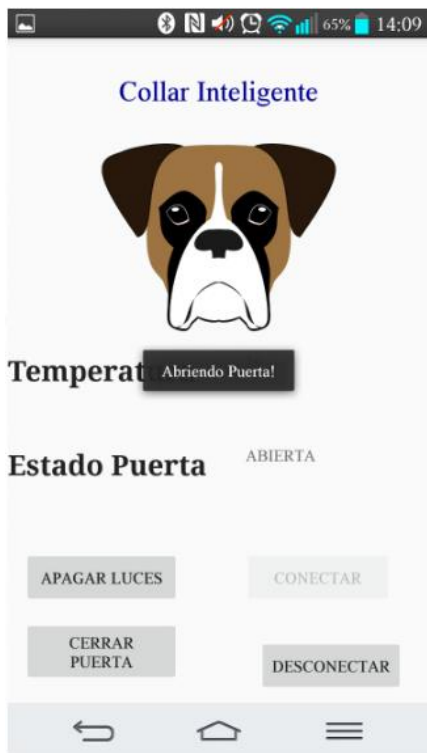 65% 14:09
Collar Inteligente
Temperat
Abriendo Puerta!
Estado Puerta
ABIERTA
APAGAR LUCES
CONECTAR
CERRAR
PUERTA
DESCONECTAR